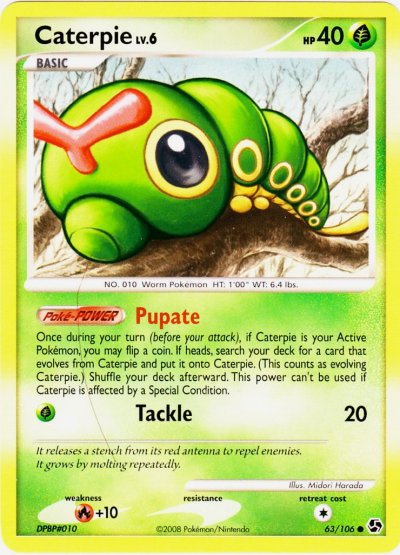 Caterpie LV.6 HP 40
BASIC
NO. 010 Worm Pokémon HT: 1'00" WT: 6.4 lbs.
Poké-POWER Pupate
Once during your turn (before your attack), if Caterpie is your Active
Pokémon, you may flip a coin. If heads, search your deck for a card that
evolves from Caterpie and put it onto Caterpie. (This counts as evolving
Caterpie.) Shuffle your deck afterward. This power can't be used if
Caterpie is affected by a Special Condition.
Tackle 20
It releases a stench from its red antenna to repel enemies.
It grows by molting repeatedly.
Illus. Midori Harada
weakness resistance retreat cost
+10
DPBP#010 ©2008 Pokémon/Nintendo 63/106